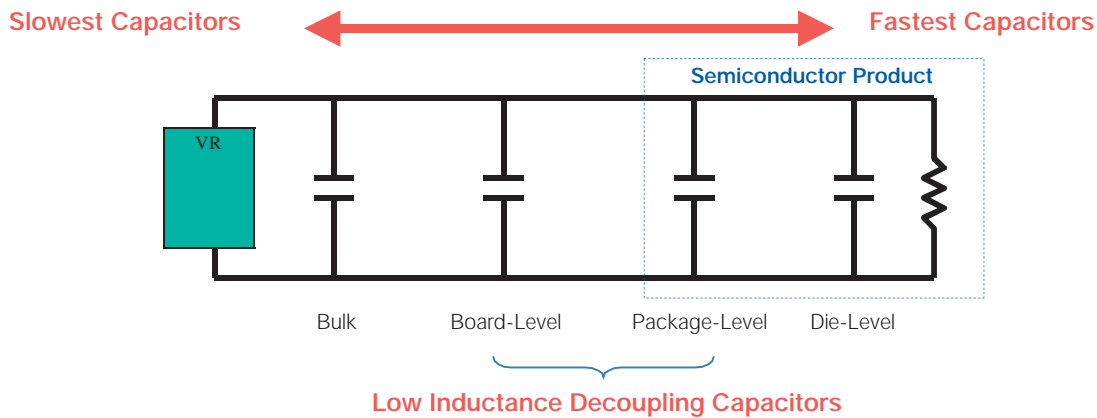 Slowest Capacitors
Fastest Capacitors
Semiconductor Product
VR
Bulk
Board-Level
Package-Level
Die-Level
Low Inductance Decoupling Capacitors